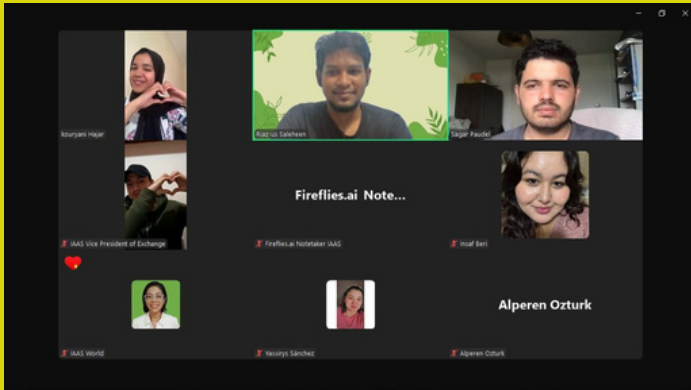 kouryani Hajar
Riaz-us Saleheen
Sagar Paudel
IAAS Vice President of Exchange
Fireflies.ai Note...
Fireflies.ai Notetaker IAAS
Insaf Beri
IAAS World
Yassirys Sánchez
Alperen Ozturk
Alperen Ozturk